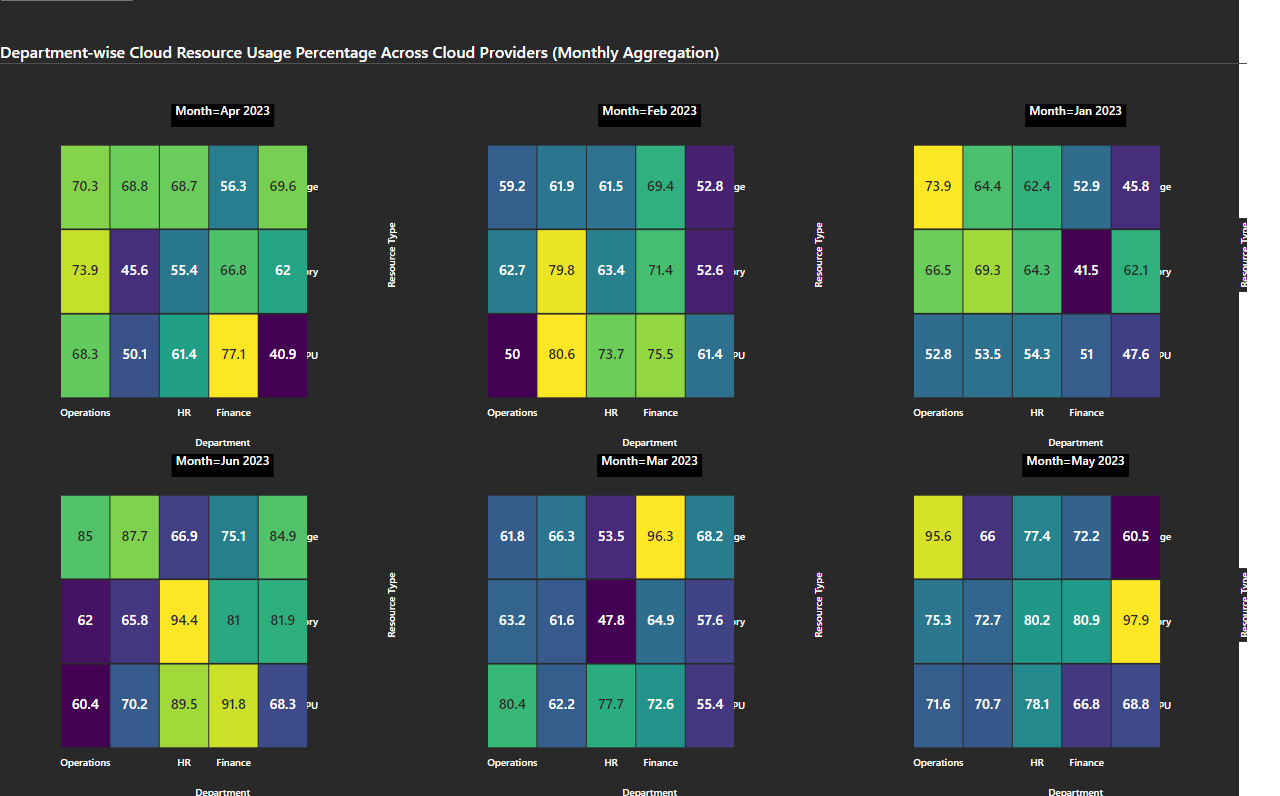 Department-wise Cloud Resource Usage Percentage Across Cloud Providers (Monthly Aggregation)
Month=Apr 2023 Month=Feb 2023 Month=Jan 2023
70.3 68.8 68.7 56.3 69.6 ge 59.2 61.9 61.5 69.4 52.8 ge 73.9 64.4 62.4 52.9 45.8 ge
Resource Type Resource Type Resource Type
73.9 45.6 55.4 66.8 62 ory 62.7 79.8 63.4 71.4 52.6 ory 66.5 69.3 64.3 41.5 62.1 ory
68.3 50.1 61.4 77.1 40.9 PU 50 80.6 73.7 75.5 61.4 PU 52.8 53.5 54.3 51 47.6 PU
Operations HR Finance Operations HR Finance Operations HR Finance
Department Department Department
Month=Jun 2023 Month=Mar 2023 Month=May 2023
85 87.7 66.9 75.1 84.9 ge 61.8 66.3 53.5 96.3 68.2 ge 95.6 66 77.4 72.2 60.5 ge
Resource Type Resource Type Resource Type
62 65.8 94.4 81 81.9 ory 63.2 61.6 47.8 64.9 57.6 ory 75.3 72.7 80.2 80.9 97.9 ory
60.4 70.2 89.5 91.8 68.3 PU 80.4 62.2 77.7 72.6 55.4 PU 71.6 70.7 78.1 66.8 68.8 PU
Operations HR Finance Operations HR Finance Operations HR Finance
Department Department Department